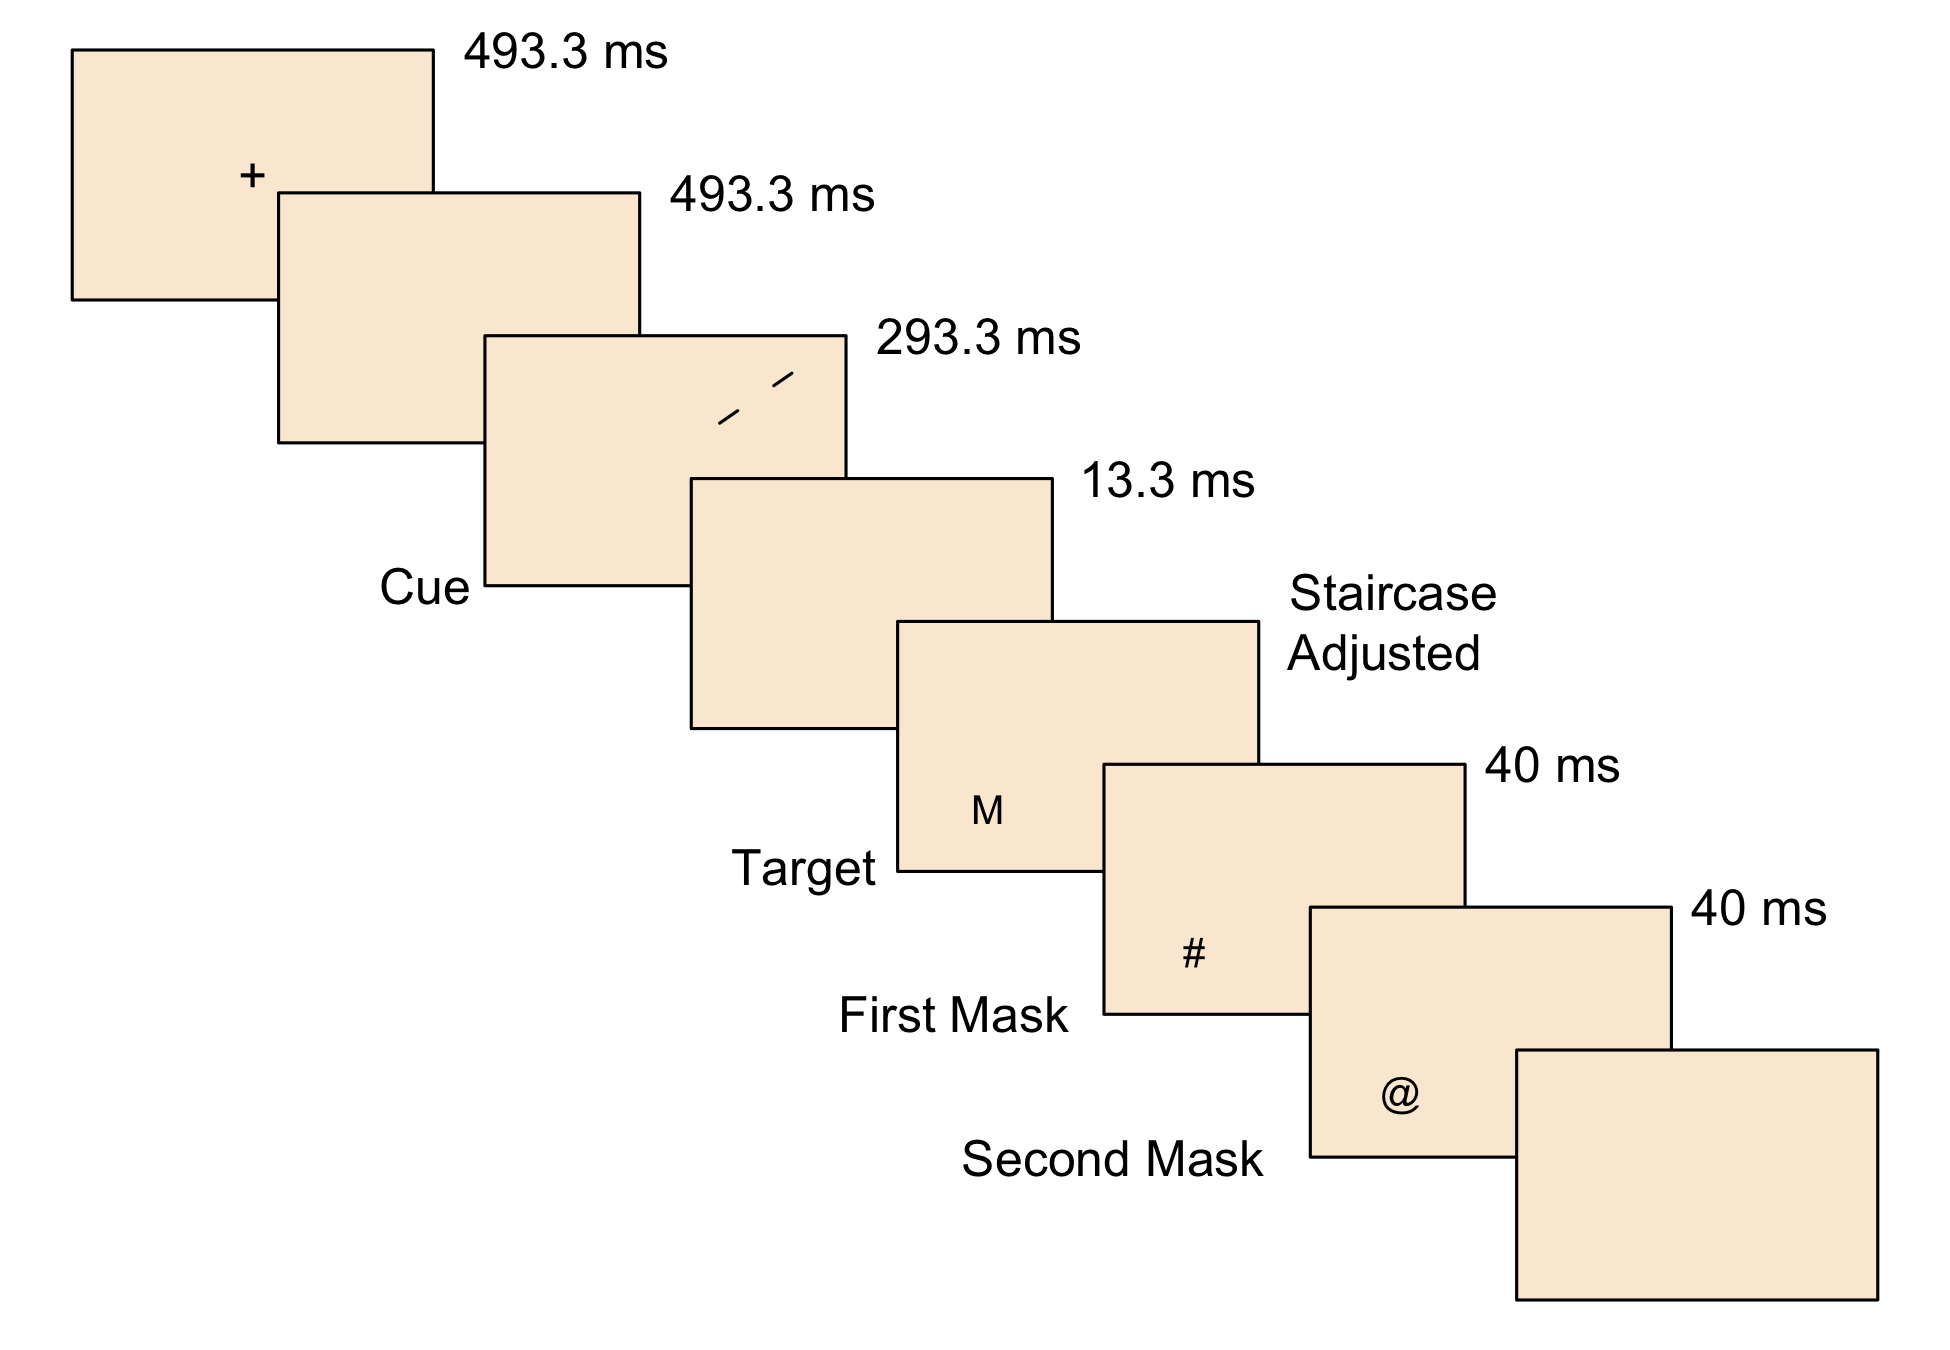 493.3 ms
+
493.3 ms
293.3 ms
Cue
13.3 ms
Staircase
Adjusted
M
Target
40 ms
#
First Mask
40 ms
@
Second Mask